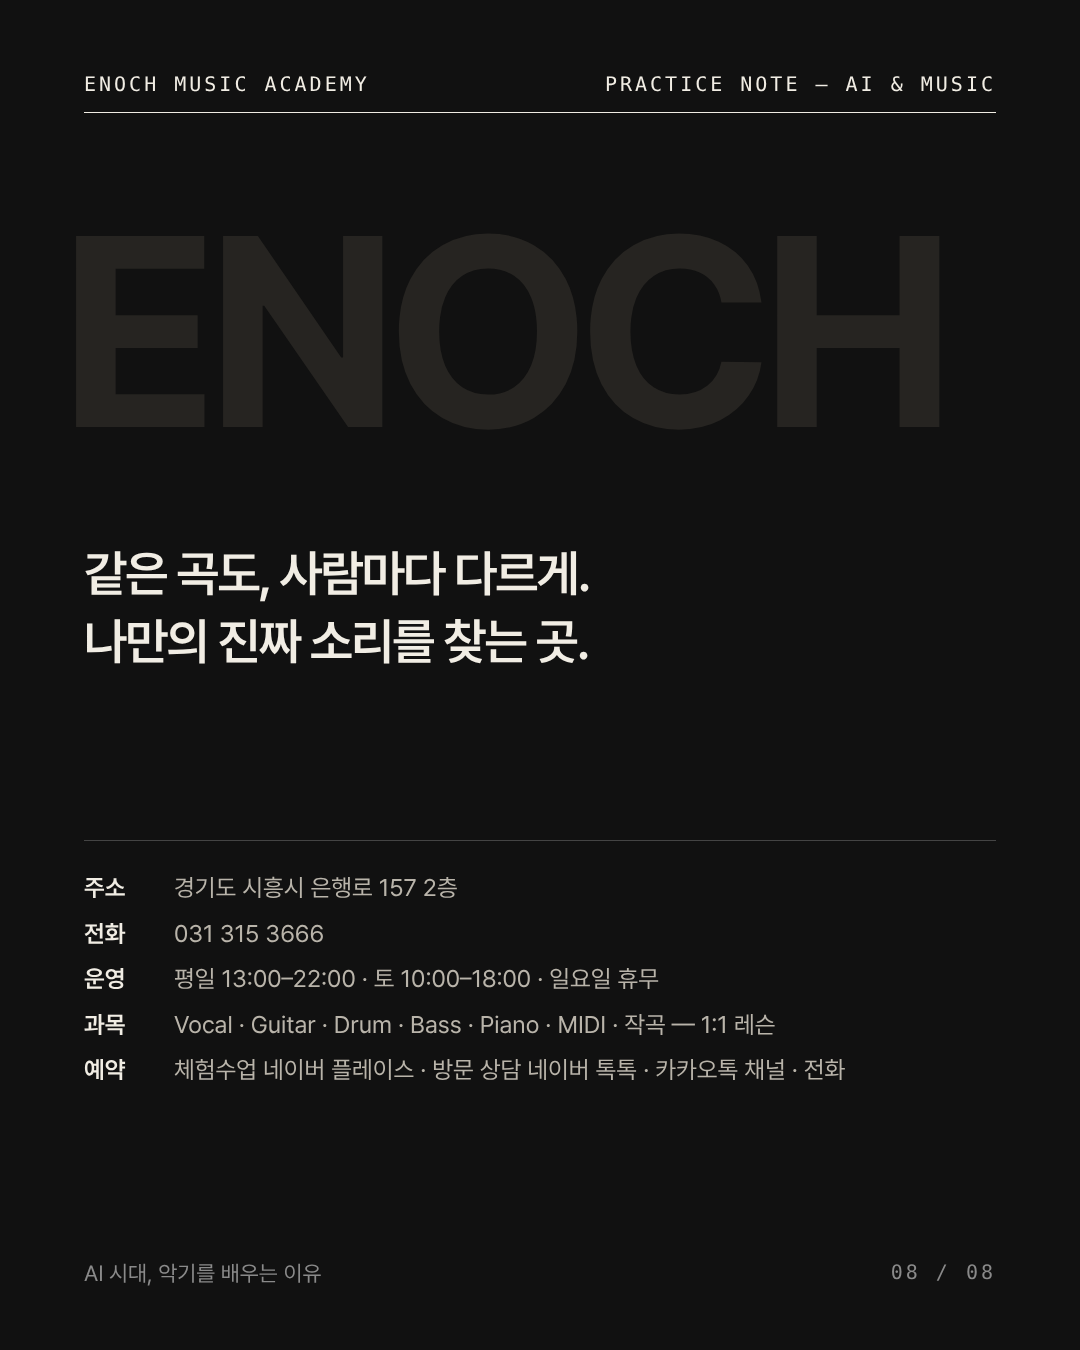 ENOCH MUSIC ACADEMY
PRACTICE NOTE — AI & MUSIC
ENOCH
같은 곡도, 사람마다 다르게.
나만의 진짜 소리를 찾는 곳.
주소 경기도 시흥시 은행로 157 2층
전화 031 315 3666
운영 평일 13:00–22:00 · 토 10:00–18:00 · 일요일 휴무
과목 Vocal · Guitar · Drum · Bass · Piano · MIDI · 작곡 — 1:1 레슨
예약 체험수업 네이버 플레이스 · 방문 상담 네이버 톡톡 · 카카오톡 채널 · 전화
AI 시대, 악기를 배우는 이유
08 / 08